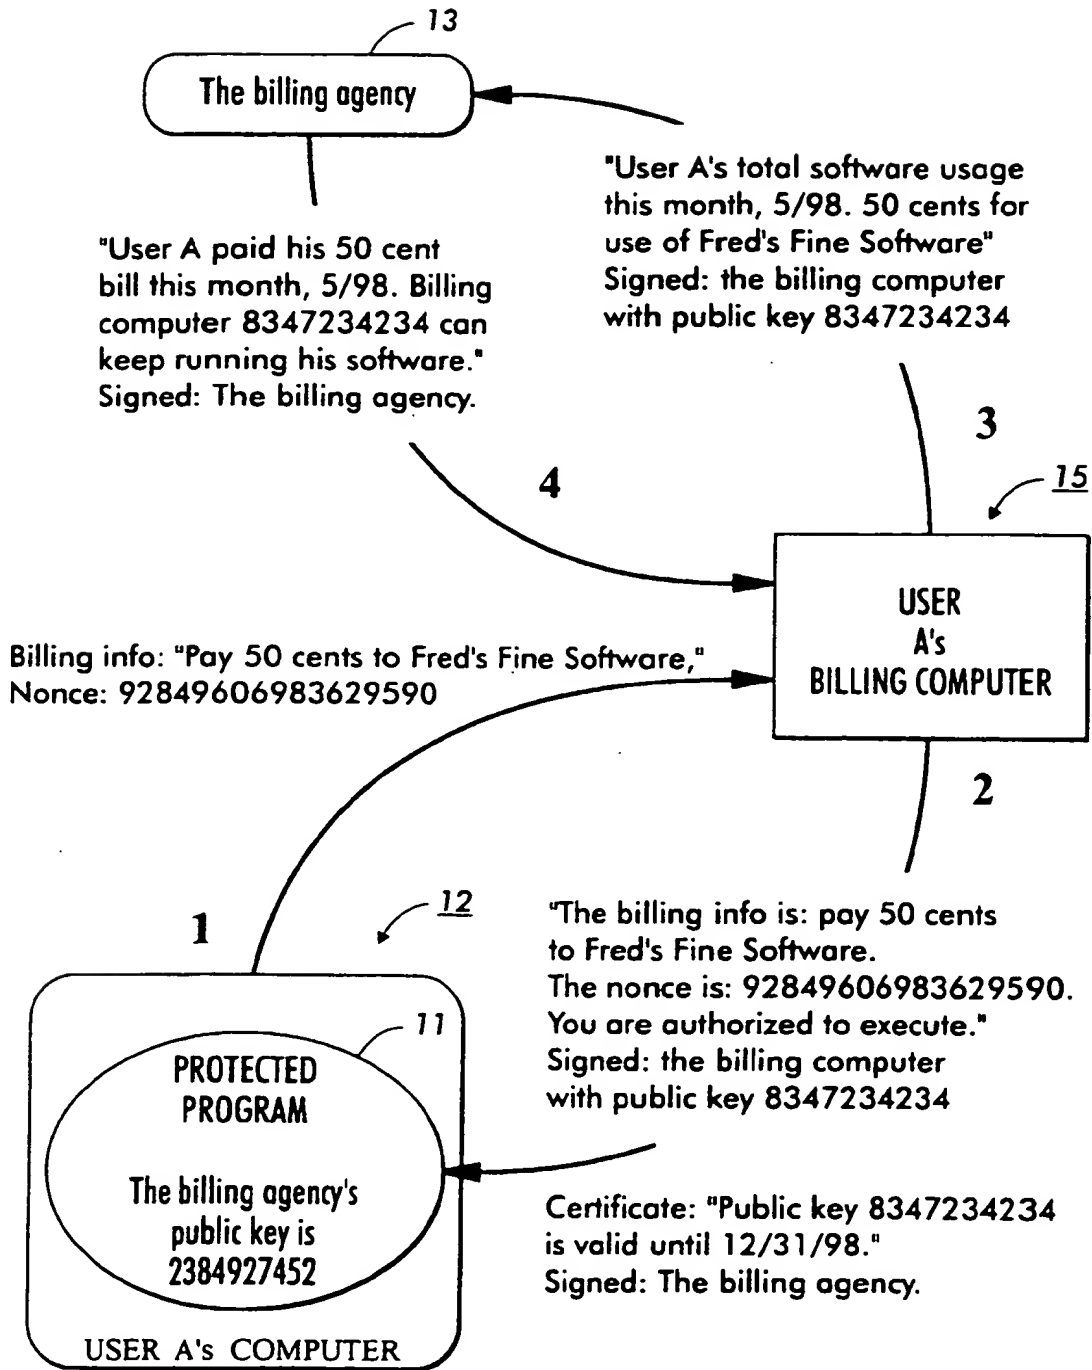 13
The billing agency
"User A's total software usage
this month, 5/98. 50 cents for
use of Fred's Fine Software"
Signed: the billing computer
with public key 8347234234
"User A paid his 50 cent
bill this month, 5/98. Billing
computer 8347234234 can
keep running his software."
Signed: The billing agency.
3
4
15
USER
A's
BILLING COMPUTER
Billing info: "Pay 50 cents to Fred's Fine Software,"
Nonce: 92849606983629590
2
1
12
"The billing info is: pay 50 cents
to Fred's Fine Software.
The nonce is: 92849606983629590.
You are authorized to execute."
Signed: the billing computer
with public key 8347234234
11
PROTECTED
PROGRAM
The billing agency's
public key is
2384927452
Certificate: "Public key 8347234234
is valid until 12/31/98."
Signed: The billing agency.
USER A's COMPUTER